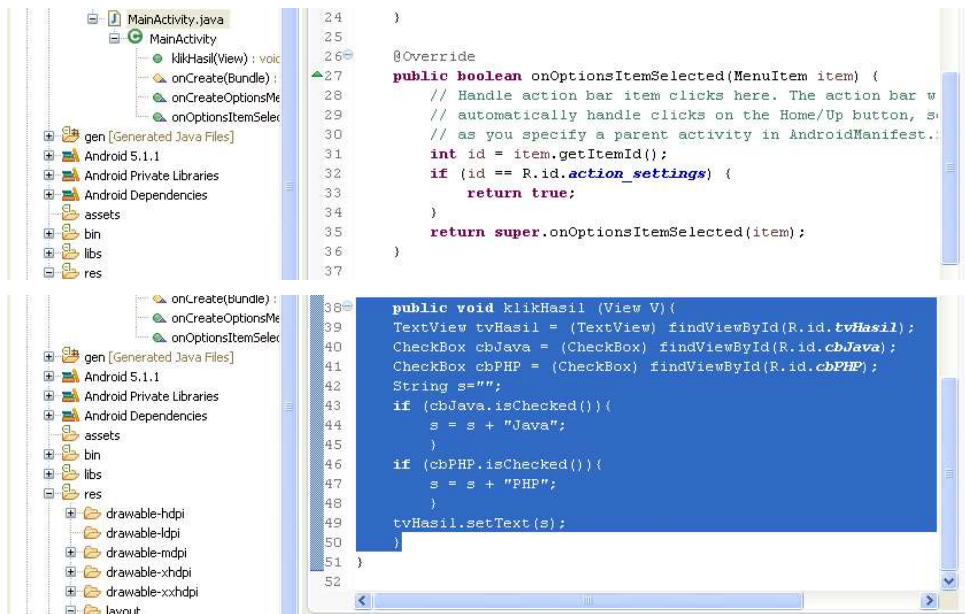 MainActivity.java
MainActivity
klikHasil(View) : voic
onCreate(Bundle) :
onCreateOptionsMe
onOptionsItemSelec
gen [Generated Java Files]
Android 5.1.1
Android Private Libraries
Android Dependencies
assets
bin
libs
res
24 }
25
26 @Override
27 public boolean onOptionsItemSelected(MenuItem item) {
28 // Handle action bar item clicks here. The action bar w
29 // automatically handle clicks on the Home/Up button, s
30 // as you specify a parent activity in AndroidManifest.
31 int id = item.getItemId();
32 if (id == R.id.action_settings) {
33 return true;
34 }
35 return super.onOptionsItemSelected(item);
36 }
37
onCreate(Bundle) :
onCreateOptionsMe
onOptionsItemSelec
gen [Generated Java Files]
Android 5.1.1
Android Private Libraries
Android Dependencies
assets
bin
libs
res
drawable-hdpi
drawable-ldpi
drawable-mdpi
drawable-xhdpi
drawable-xxhdpi
layout
38 public void klikHasil (View V){
39 TextView tvHasil = (TextView) findViewById(R.id.tvHasil);
40 CheckBox cbJava = (CheckBox) findViewById(R.id.cbJava);
41 CheckBox cbPHP = (CheckBox) findViewById(R.id.cbPHP);
42 String s="";
43 if (cbJava.isChecked()){
44 s = s + "Java";
45 }
46 if (cbPHP.isChecked()){
47 s = s + "PHP";
48 }
49 tvHasil.setText(s);
50 }
51 }
52